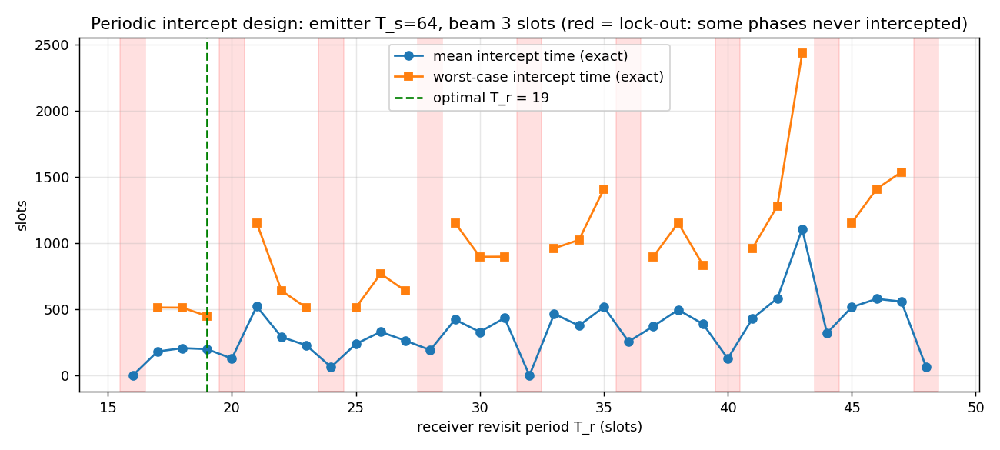 Periodic intercept design: emitter T_s=64, beam 3 slots (red = lock-out: some phases never intercepted)
mean intercept time (exact)
worst-case intercept time (exact)
optimal T_r = 19
slots
2500
2000
1500
1000
500
0
15 20 25 30 35 40 45 50
receiver revisit period T_r (slots)